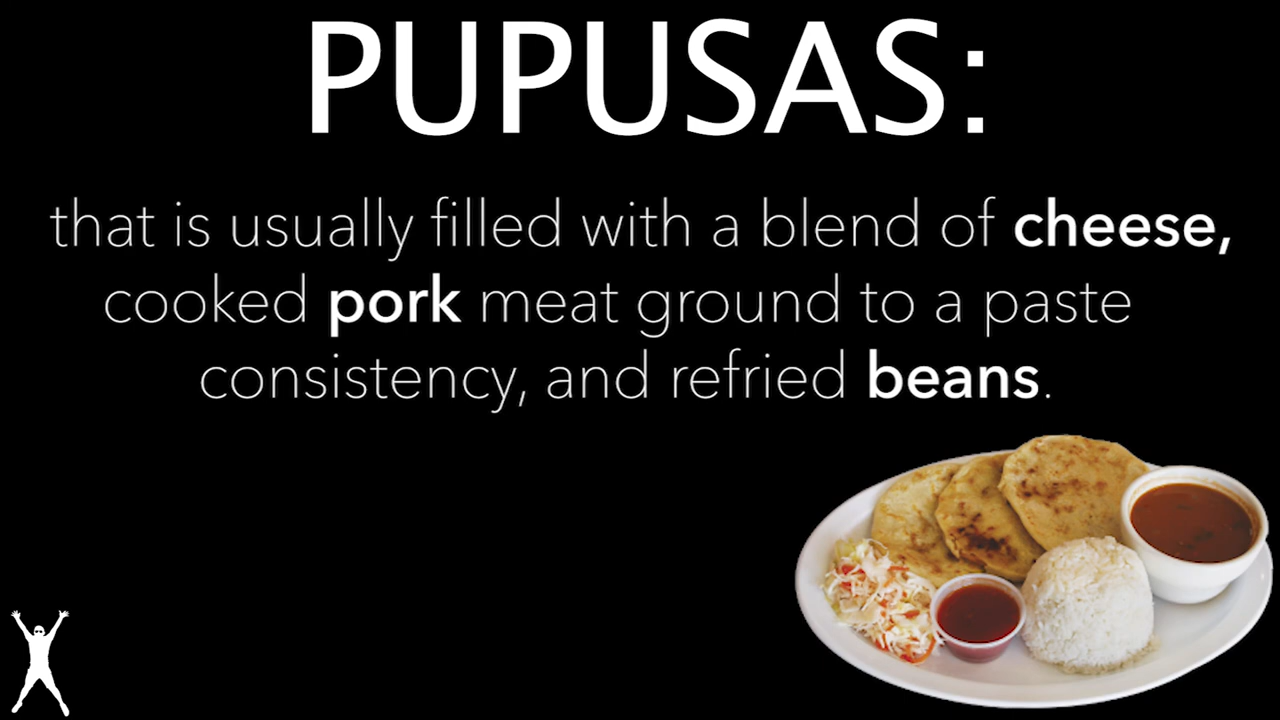 PUPUSAS:
that is usually filled with a blend of cheese,
cooked pork meat ground to a paste
consistency, and refried beans.